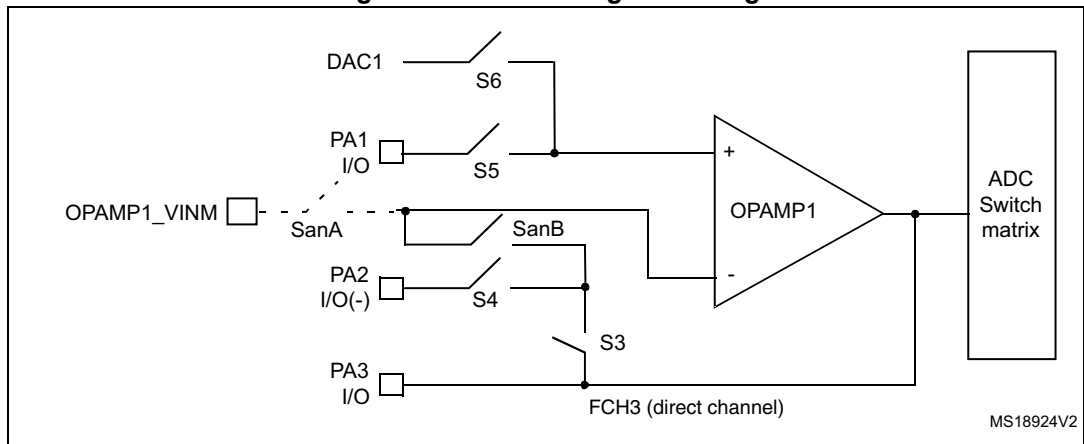 DAC1
S6
PA1
I/O
S5
+
OPAMP1_VINM
SanA
SanB
OPAMP1
ADC
Switch
matrix
PA2
I/O(-)
S4
-
S3
PA3
I/O
FCH3 (direct channel)
MS18924V2